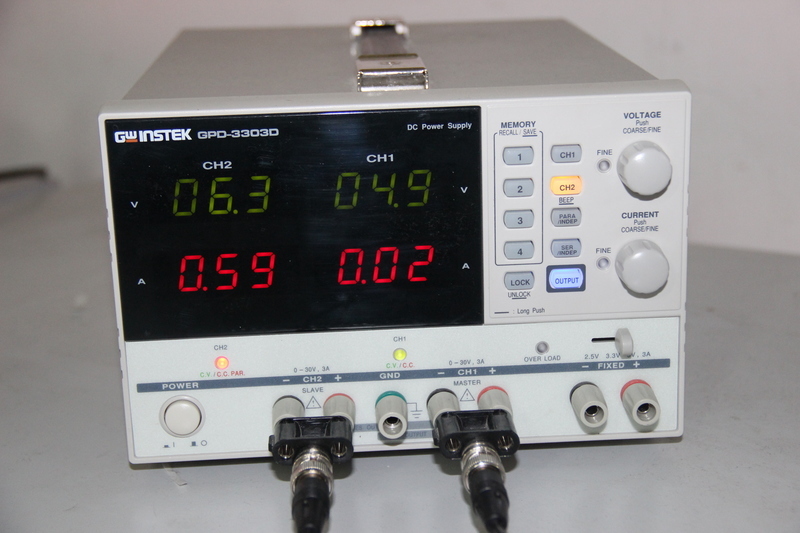 GWINSTEK GPD-3303D
DC Power Supply
CH2
CH1
V
06.3
04.9
V
A
0.59
0.02
A
MEMORY
RECALL / SAVE
1
2
3
4
LOCK
UNLOCK
CH1
CH2
BEEP
PARA
/INDEP
SER
/INDEP
OUTPUT
: Long Push
VOLTAGE
Push
COARSE/FINE
FINE
CURRENT
Push
COARSE/FINE
FINE
CH2
C.V./C.C. PAR.
CH1
C.V./C.C.
OVER LOAD
2.5V 3.3V
3A
POWER
0~30V, 3A
- CH2 +
SLAVE
GND
0~30V, 3A
- CH1 +
MASTER
- FIXED +